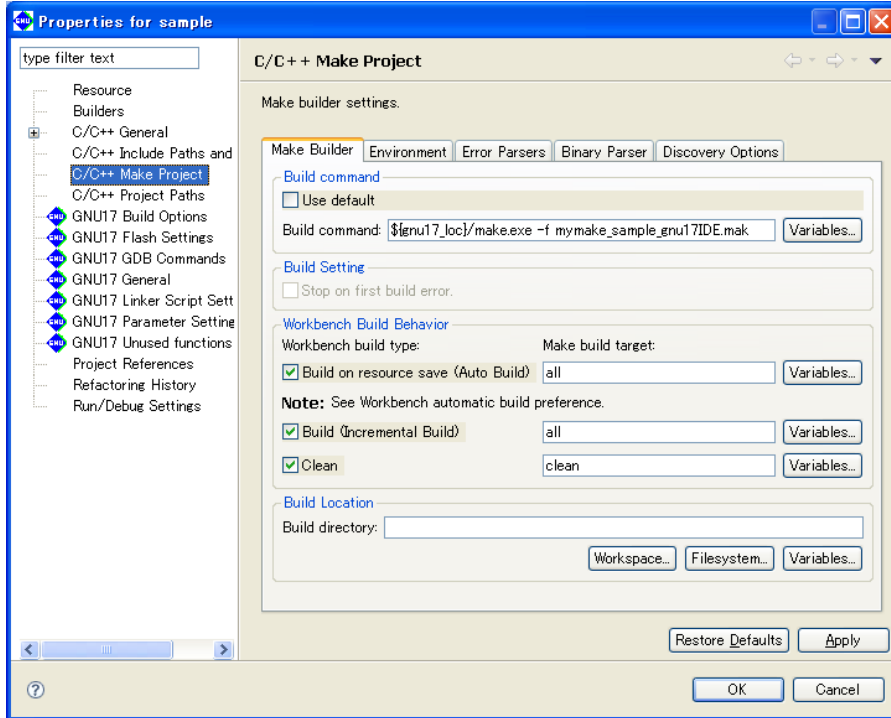 Properties for sample
type filter text
Resource
Builders
C/C++ General
C/C++ Include Paths and
C/C++ Make Project
C/C++ Project Paths
GNU17 Build Options
GNU17 Flash Settings
GNU17 GDB Commands
GNU17 General
GNU17 Linker Script Sett
GNU17 Parameter Setting
GNU17 Unused functions
Project References
Refactoring History
Run/Debug Settings
C/C++ Make Project
Make builder settings.
Make Builder Environment Error Parsers Binary Parser Discovery Options
Build command
Use default
Build command: ${gnu17_loc}/make.exe -f mymake_sample_gnu17IDE.mak Variables...
Build Setting
Stop on first build error.
Workbench Build Behavior
Workbench build type: Make build target:
Build on resource save (Auto Build) all Variables...
Note: See Workbench automatic build preference.
Build (Incremental Build) all Variables...
Clean clean Variables...
Build Location
Build directory:
Workspace... Filesystem... Variables...
Restore Defaults Apply
OK Cancel